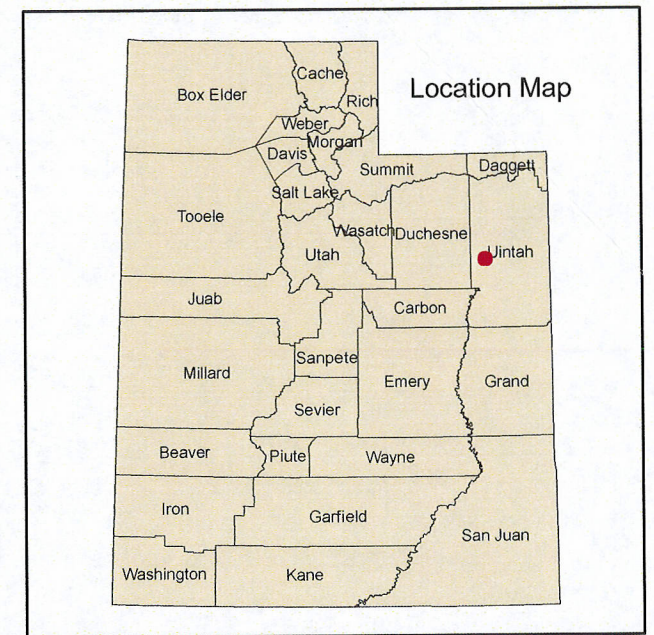 Location Map
Cache
Box Elder
Rich
Weber
Morgan
Davis
Summit
Daggett
Salt Lake
Tooele
Wasatch
Duchesne
Uintah
Utah
Juab
Carbon
Sanpete
Millard
Emery
Grand
Sevier
Beaver
Piute
Wayne
Iron
Garfield
San Juan
Washington
Kane